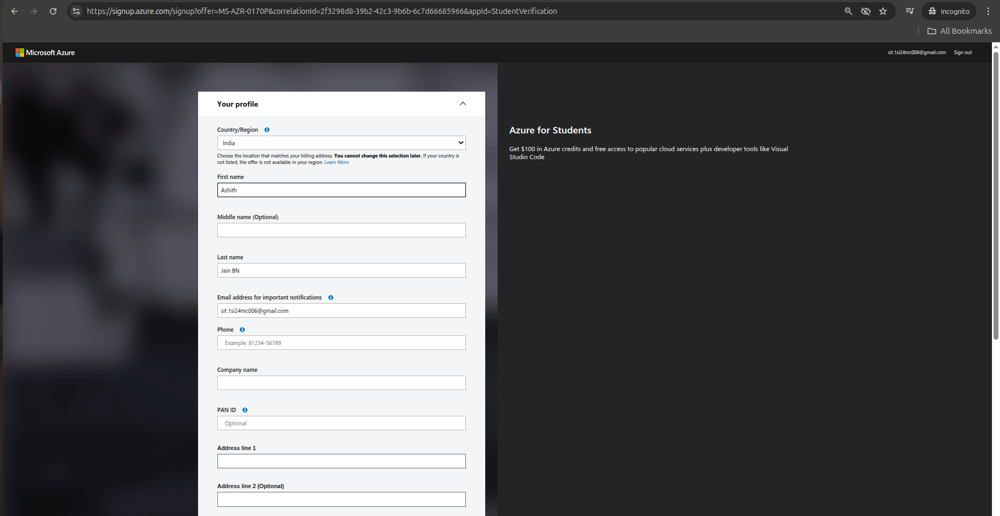 https://signup.azure.com/signup?offer=MS-AZR-0170P&correlationId=2f3298d8-39b2-42c3-9b6b-6c7d66685966&appId=StudentVerification
Incognito
All Bookmarks
Microsoft Azure
sit.1si24mc006@gmail.com Sign out
Your profile
Country/Region
India
Choose the location that matches your billing address. You cannot change this selection later. If your country is
not listed, the offer is not available in your region. Learn More
First name
Ashith
Middle name (Optional)
Last name
Jain BN
Email address for important notifications
sit.1si24mc006@gmail.com
Phone
Example: 81234-56789
Company name
PAN ID
Optional
Address line 1
Address line 2 (Optional)
Azure for Students
Get $100 in Azure credits and free access to popular cloud services plus developer tools like Visual
Studio Code